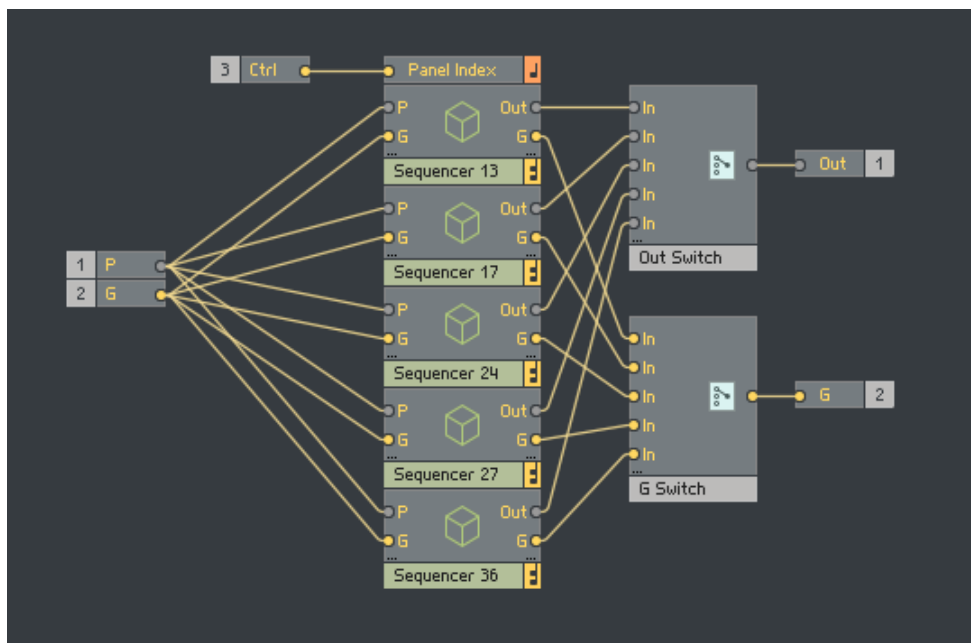 3 Ctrl
Panel Index
P Out
G G
...
...
Sequencer 13
P Out
G G
...
...
Sequencer 17
P Out
G G
...
...
Sequencer 24
P Out
G G
...
...
Sequencer 27
P Out
G G
...
...
Sequencer 36
1 P
2 G
In
In
In
In
In
...
Out Switch
Out 1
In
In
In
In
In
...
G Switch
G 2